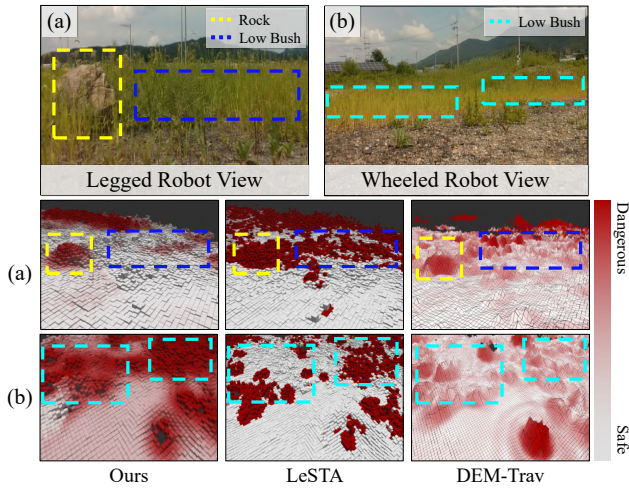 (a)
Rock
Low Bush
Legged Robot View
(b)
Low Bush
Wheeled Robot View
(a)
(b)
Dangerous
Safe
Ours
LeSTA
DEM-Trav